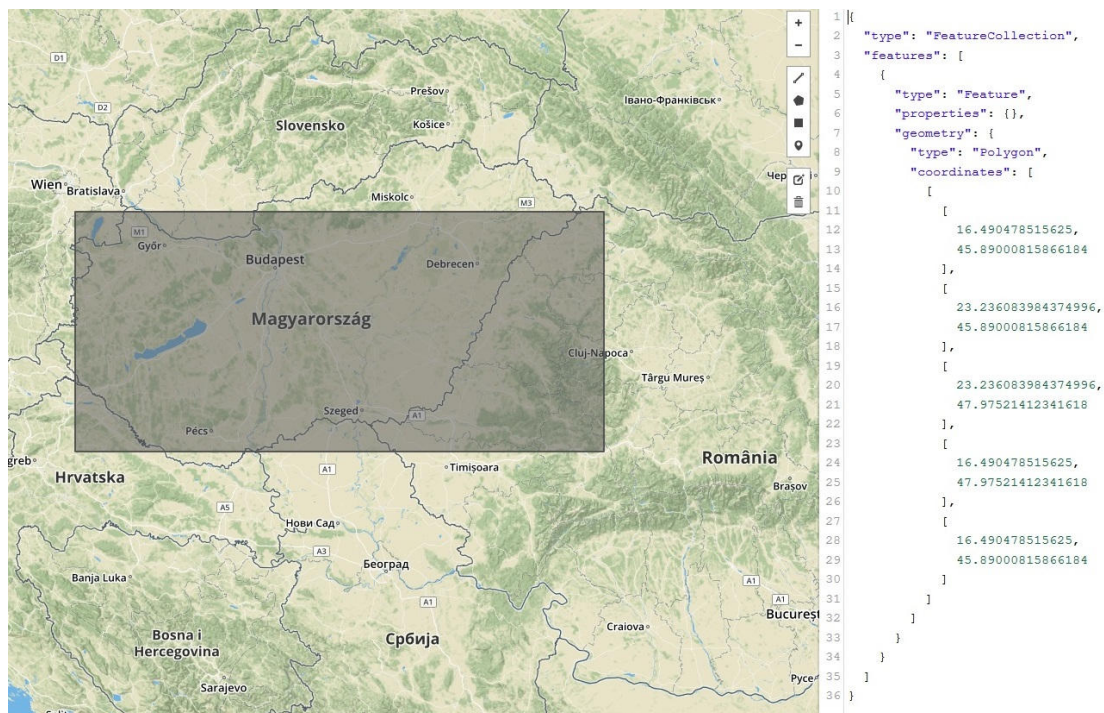 D1
D2
Prešov
Košice
Івано-Франківськ
Slovensko
Wien
Bratislava
Miskolc
M3
M1
Győr
Budapest
Debrecen
Magyarország
Cluj-Napoca
Târgu Mureș
Szeged
A1
Pécs
greb
Hrvatska
A1
Timișoara
România
Brașov
A5
Нови Сад
A3
Београд
Banja Luka
A1
A1
A1
București
Craiova
Bosna i
Hercegovina
Србија
Sarajevo
+
−
1 {
2 "type": "FeatureCollection",
3 "features": [
4 {
5 "type": "Feature",
6 "properties": {},
7 "geometry": {
8 "type": "Polygon",
9 "coordinates": [
10 [
11 [
12 16.490478515625,
13 45.89000815866184
14 ],
15 [
16 23.236083984374996,
17 45.89000815866184
18 ],
19 [
20 23.236083984374996,
21 47.97521412341618
22 ],
23 [
24 16.490478515625,
25 47.97521412341618
26 ],
27 [
28 16.490478515625,
29 45.89000815866184
30 ]
31 ]
32 ]
33 }
34 }
35 ]
36 }